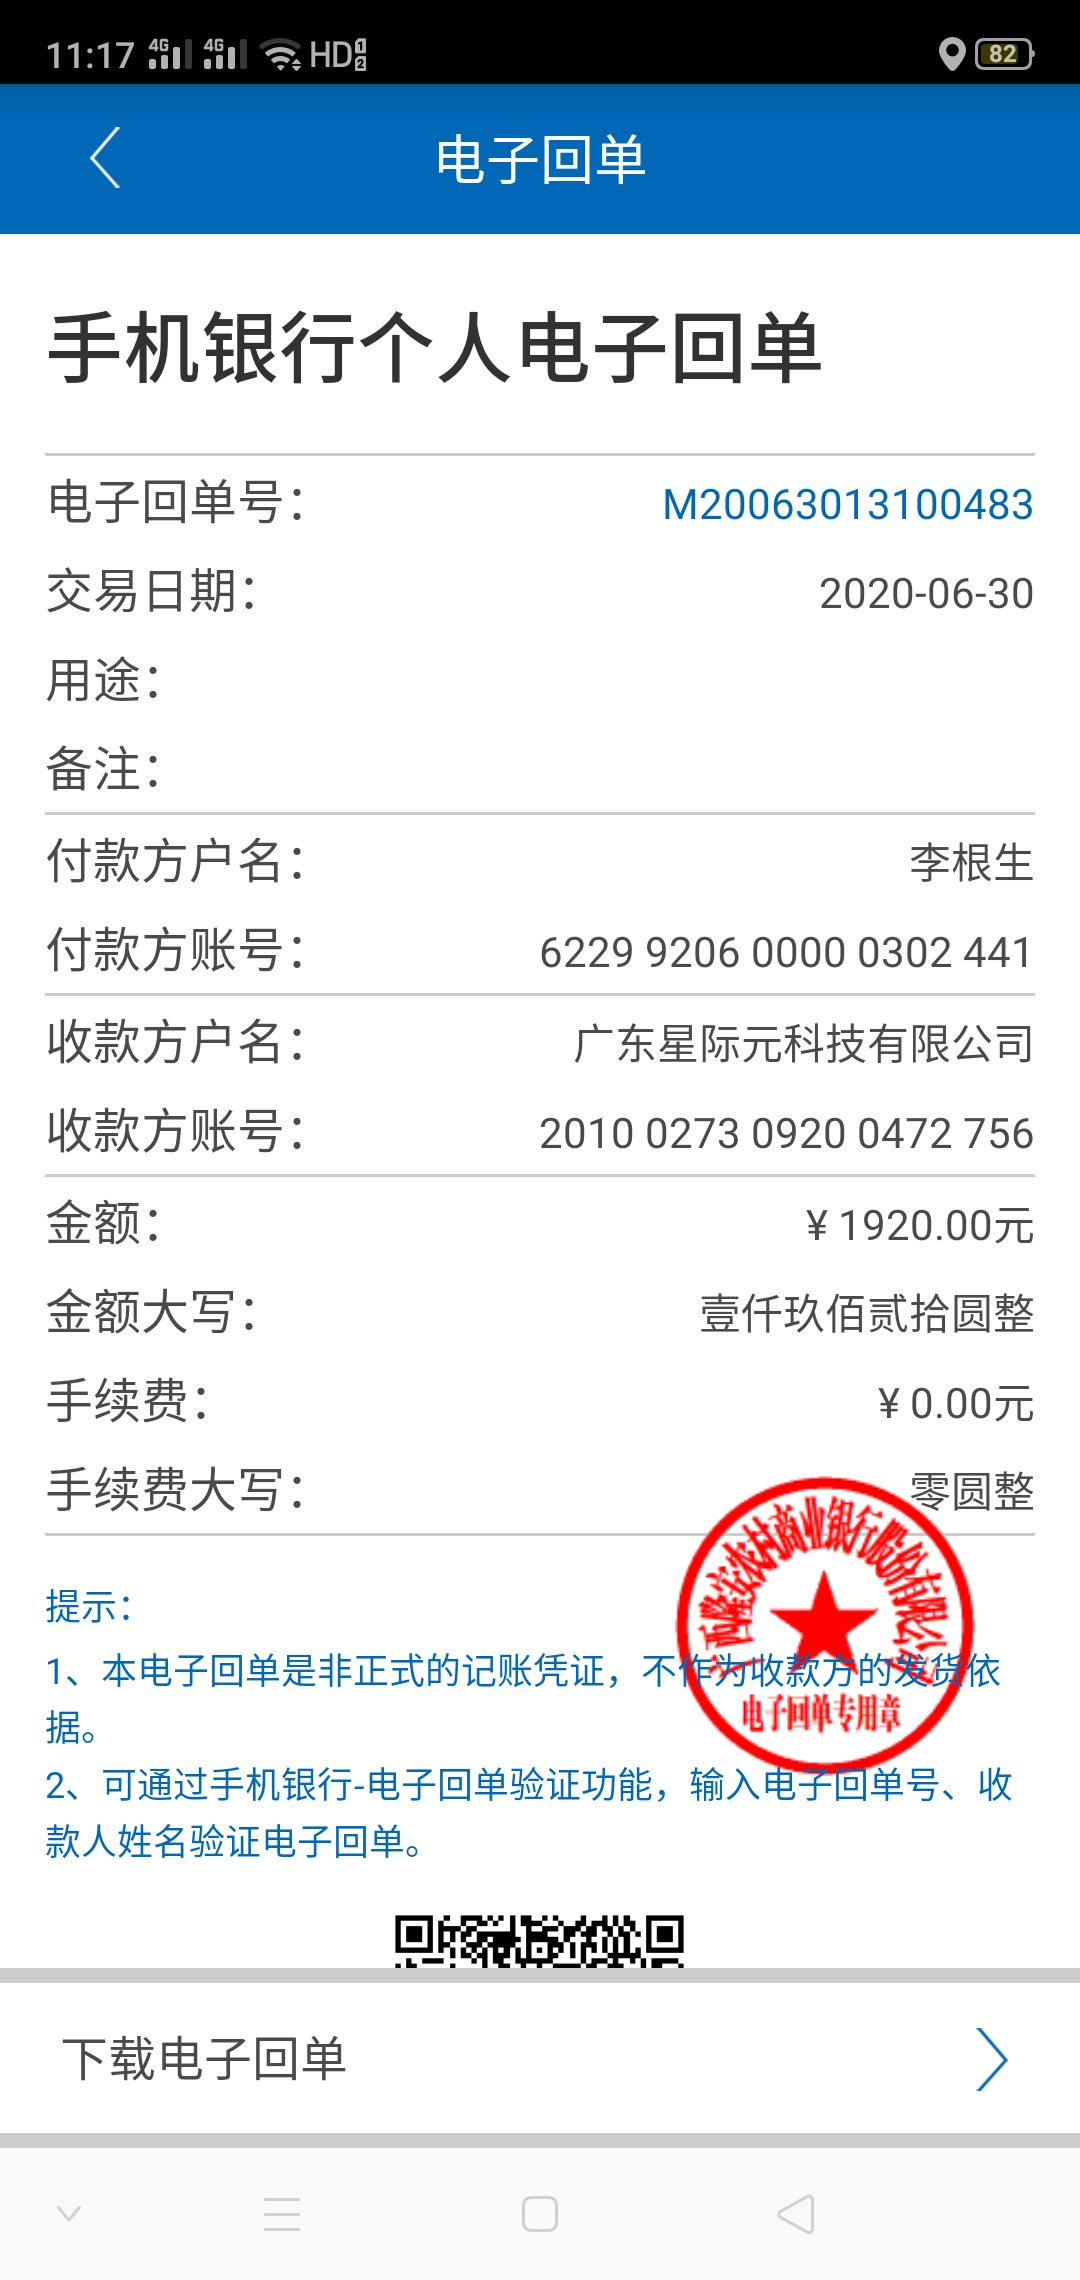 11:17 4G 4G HD 1 2 82
电子回单
手机银行个人电子回单
电子回单号： M20063013100483
交易日期： 2020-06-30
用途：
备注：
付款方户名： 李根生
付款方账号： 6229 9206 0000 0302 441
收款方户名： 广东星际元科技有限公司
收款方账号： 2010 0273 0920 0472 756
金额： ¥ 1920.00元
金额大写： 壹仟玖佰贰拾圆整
手续费： ¥ 0.00元
手续费大写： 零圆整
西隆安农村商业银行股份有限公司
提示：
1、本电子回单是非正式的记账凭证，不作为收款方的发货依
据。
电子回单专用章
2、可通过手机银行-电子回单验证功能，输入电子回单号、收
款人姓名验证电子回单。
下载电子回单